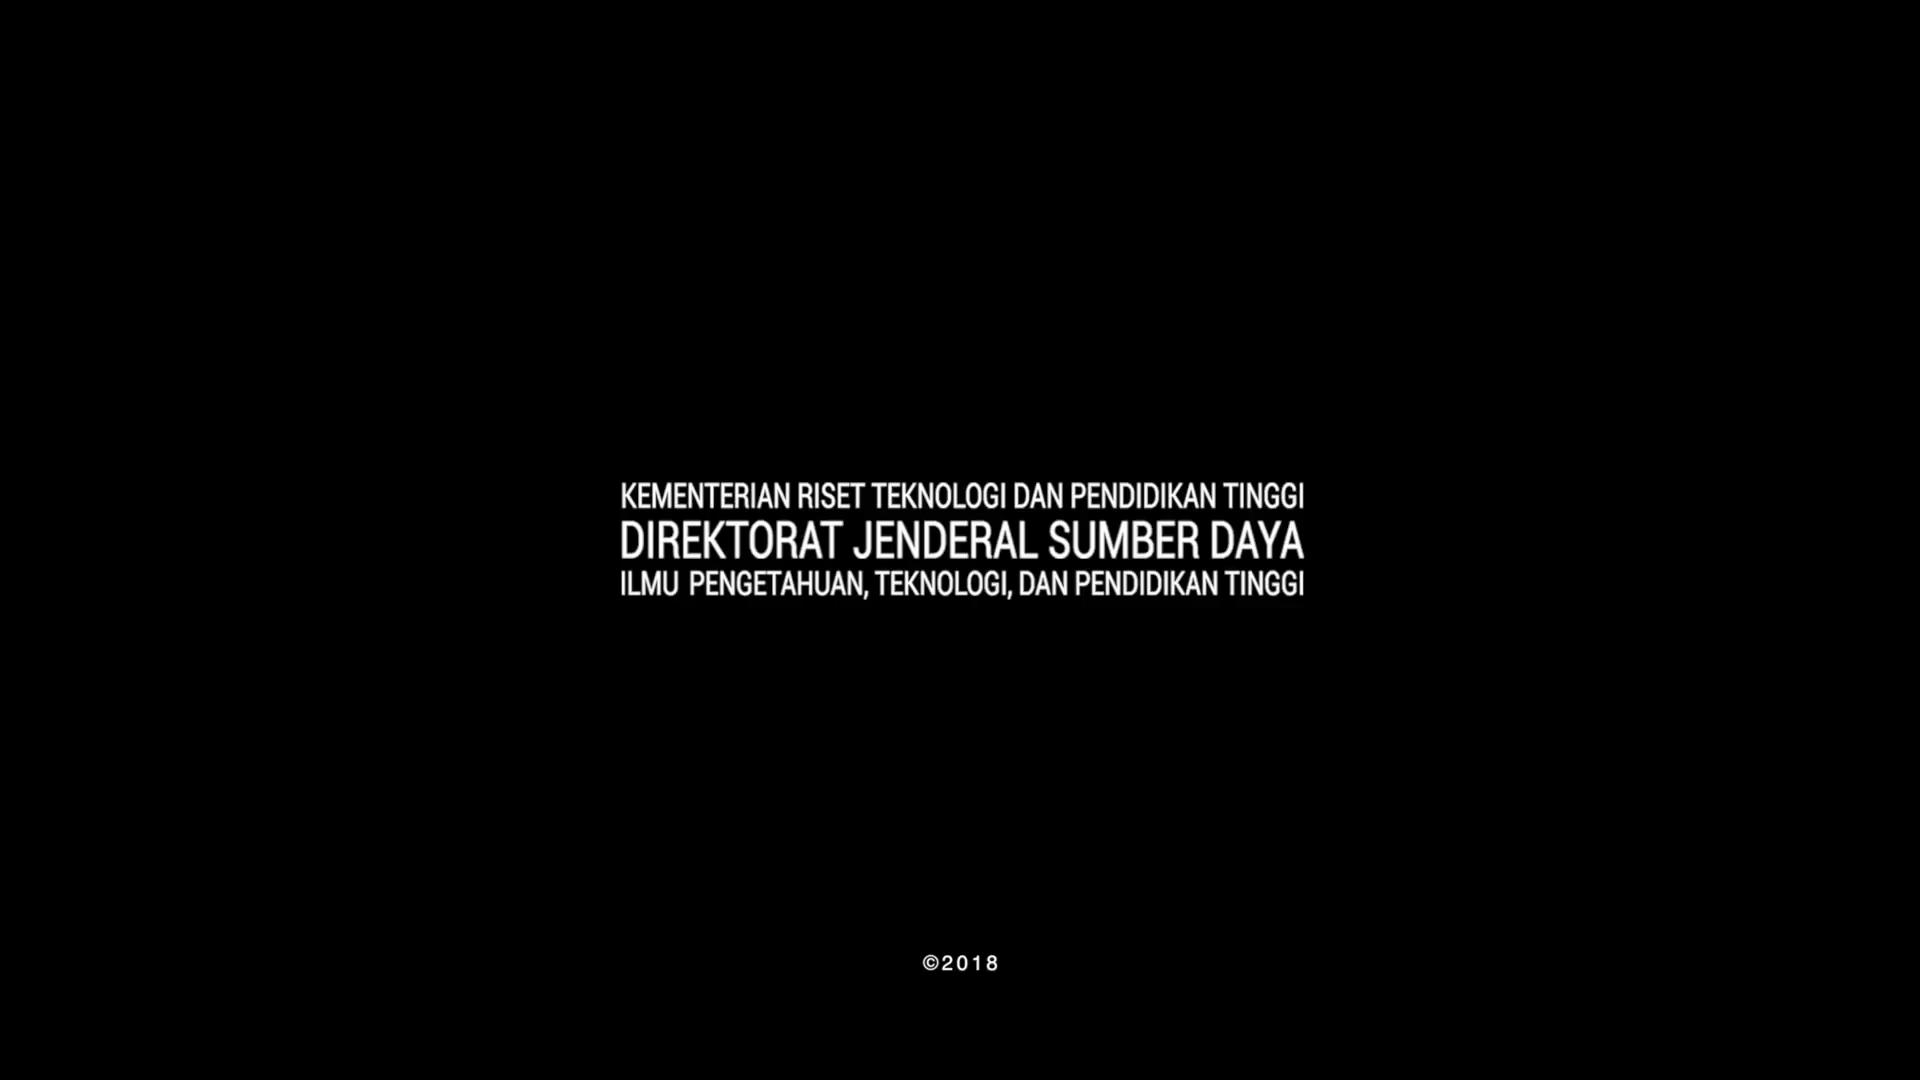 KEMENTERIAN RISET TEKNOLOGI DAN PENDIDIKAN TINGGI
DIREKTORAT JENDERAL SUMBER DAYA
ILMU PENGETAHUAN, TEKNOLOGI, DAN PENDIDIKAN TINGGI
©2018